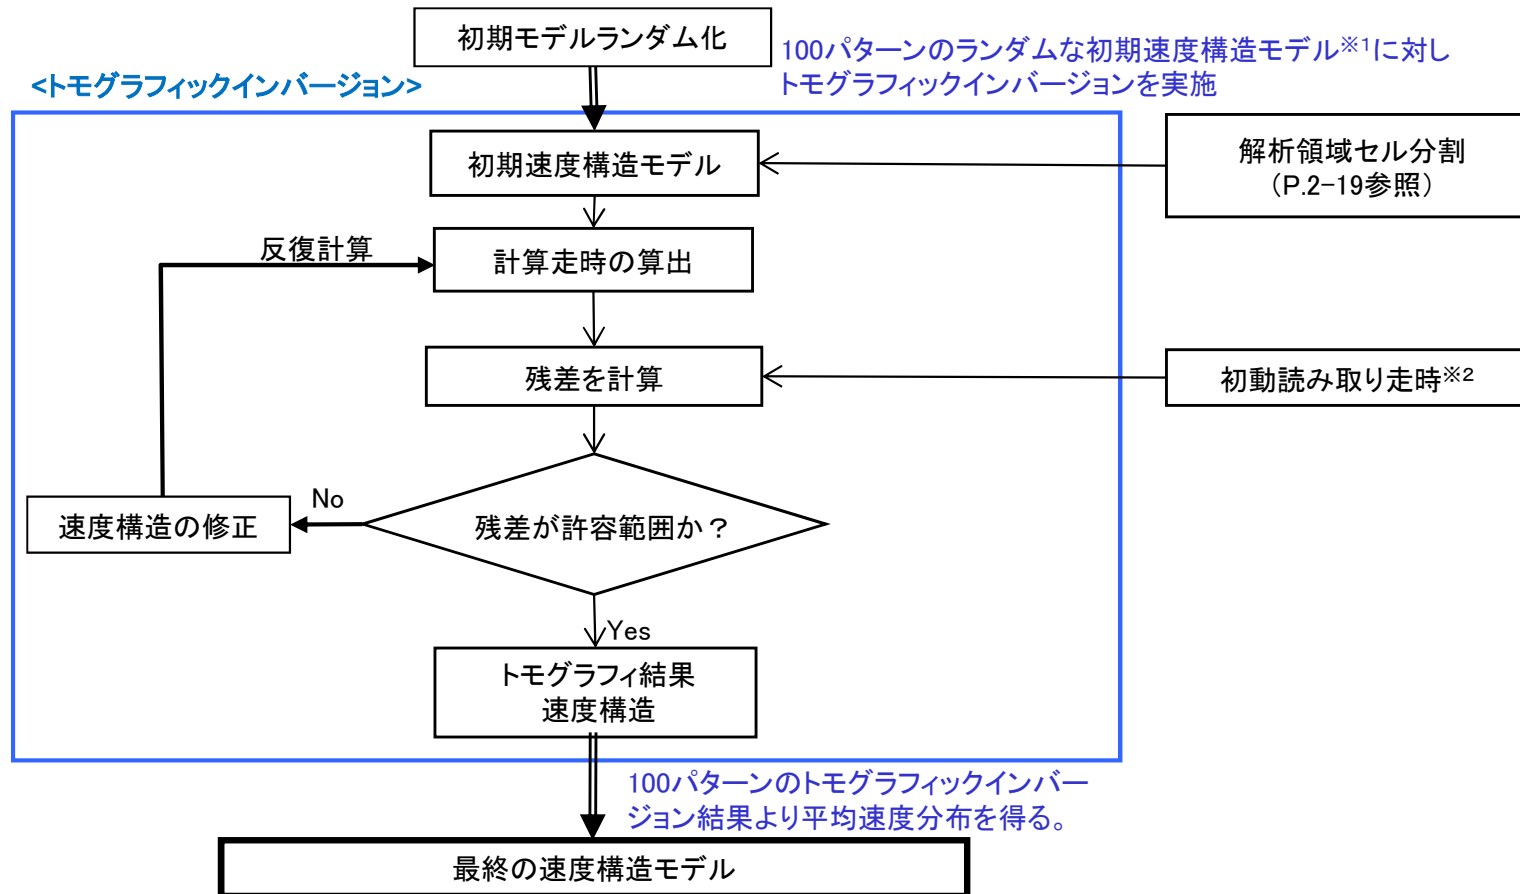 初期モデルランダム化
100パターンのランダムな初期速度構造モデル※1に対し
トモグラフィックインバージョンを実施
<トモグラフィックインバージョン>
初期速度構造モデル
解析領域セル分割
（P.2-19参照）
反復計算
計算走時の算出
残差を計算
初動読み取り走時※2
No
速度構造の修正
残差が許容範囲か？
Yes
トモグラフィ結果
速度構造
100パターンのトモグラフィックインバー
ジョン結果より平均速度分布を得る。
最終の速度構造モデル